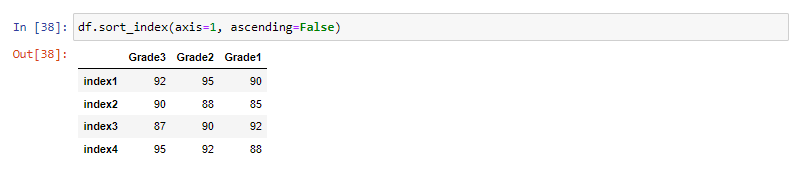 In [38]: df.sort_index(axis=1, ascending=False)
Out[38]:
Grade3 Grade2 Grade1
index1 92 95 90
index2 90 88 85
index3 87 90 92
index4 95 92 88